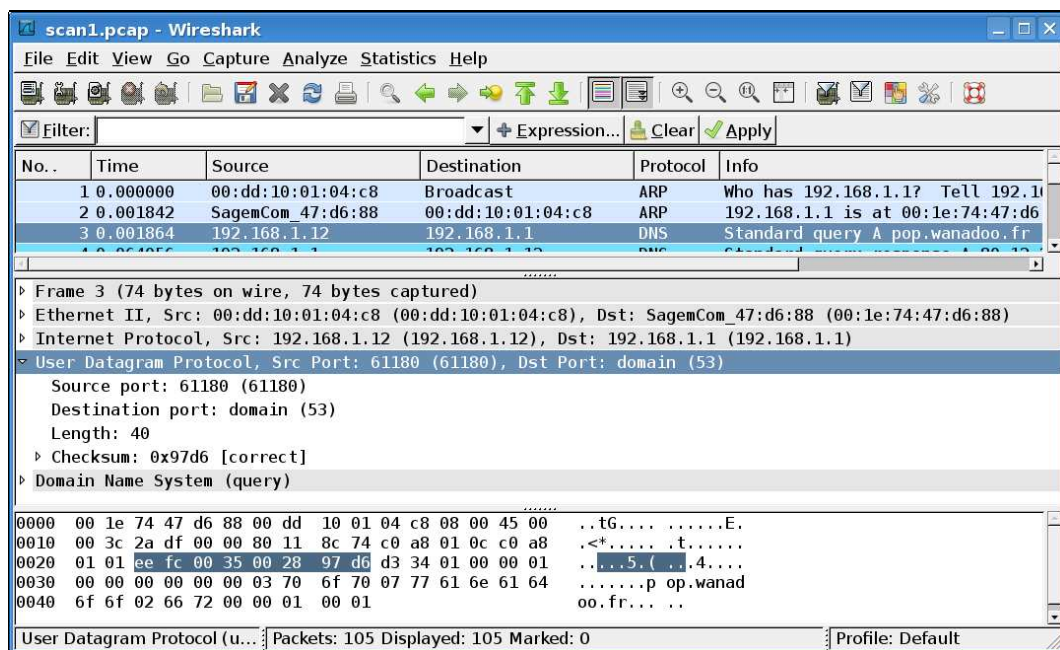 scan1.pcap - Wireshark
File Edit View Go Capture Analyze Statistics Help
Filter: Expression... Clear Apply
No. . Time Source Destination Protocol Info
1 0.000000 00:dd:10:01:04:c8 Broadcast ARP Who has 192.168.1.1? Tell 192.1
2 0.001842 SagemCom_47:d6:88 00:dd:10:01:04:c8 ARP 192.168.1.1 is at 00:1e:74:47:d6
3 0.001864 192.168.1.12 192.168.1.1 DNS Standard query A pop.wanadoo.fr
Frame 3 (74 bytes on wire, 74 bytes captured)
Ethernet II, Src: 00:dd:10:01:04:c8 (00:dd:10:01:04:c8), Dst: SagemCom_47:d6:88 (00:1e:74:47:d6:88)
Internet Protocol, Src: 192.168.1.12 (192.168.1.12), Dst: 192.168.1.1 (192.168.1.1)
User Datagram Protocol, Src Port: 61180 (61180), Dst Port: domain (53)
Source port: 61180 (61180)
Destination port: domain (53)
Length: 40
Checksum: 0x97d6 [correct]
Domain Name System (query)
0000 00 1e 74 47 d6 88 00 dd 10 01 04 c8 08 00 45 00 ..tG.... ......E.
0010 00 3c 2a df 00 00 80 11 8c 74 c0 a8 01 0c c0 a8 .<*..... .t......
0020 01 01 ee fc 00 35 00 28 97 d6 d3 34 01 00 00 01 .....5.( ...4....
0030 00 00 00 00 00 00 03 70 6f 70 07 77 61 6e 61 64 .......p op.wanad
0040 6f 6f 02 66 72 00 00 01 00 01 oo.fr... ..
User Datagram Protocol (u... Packets: 105 Displayed: 105 Marked: 0 Profile: Default